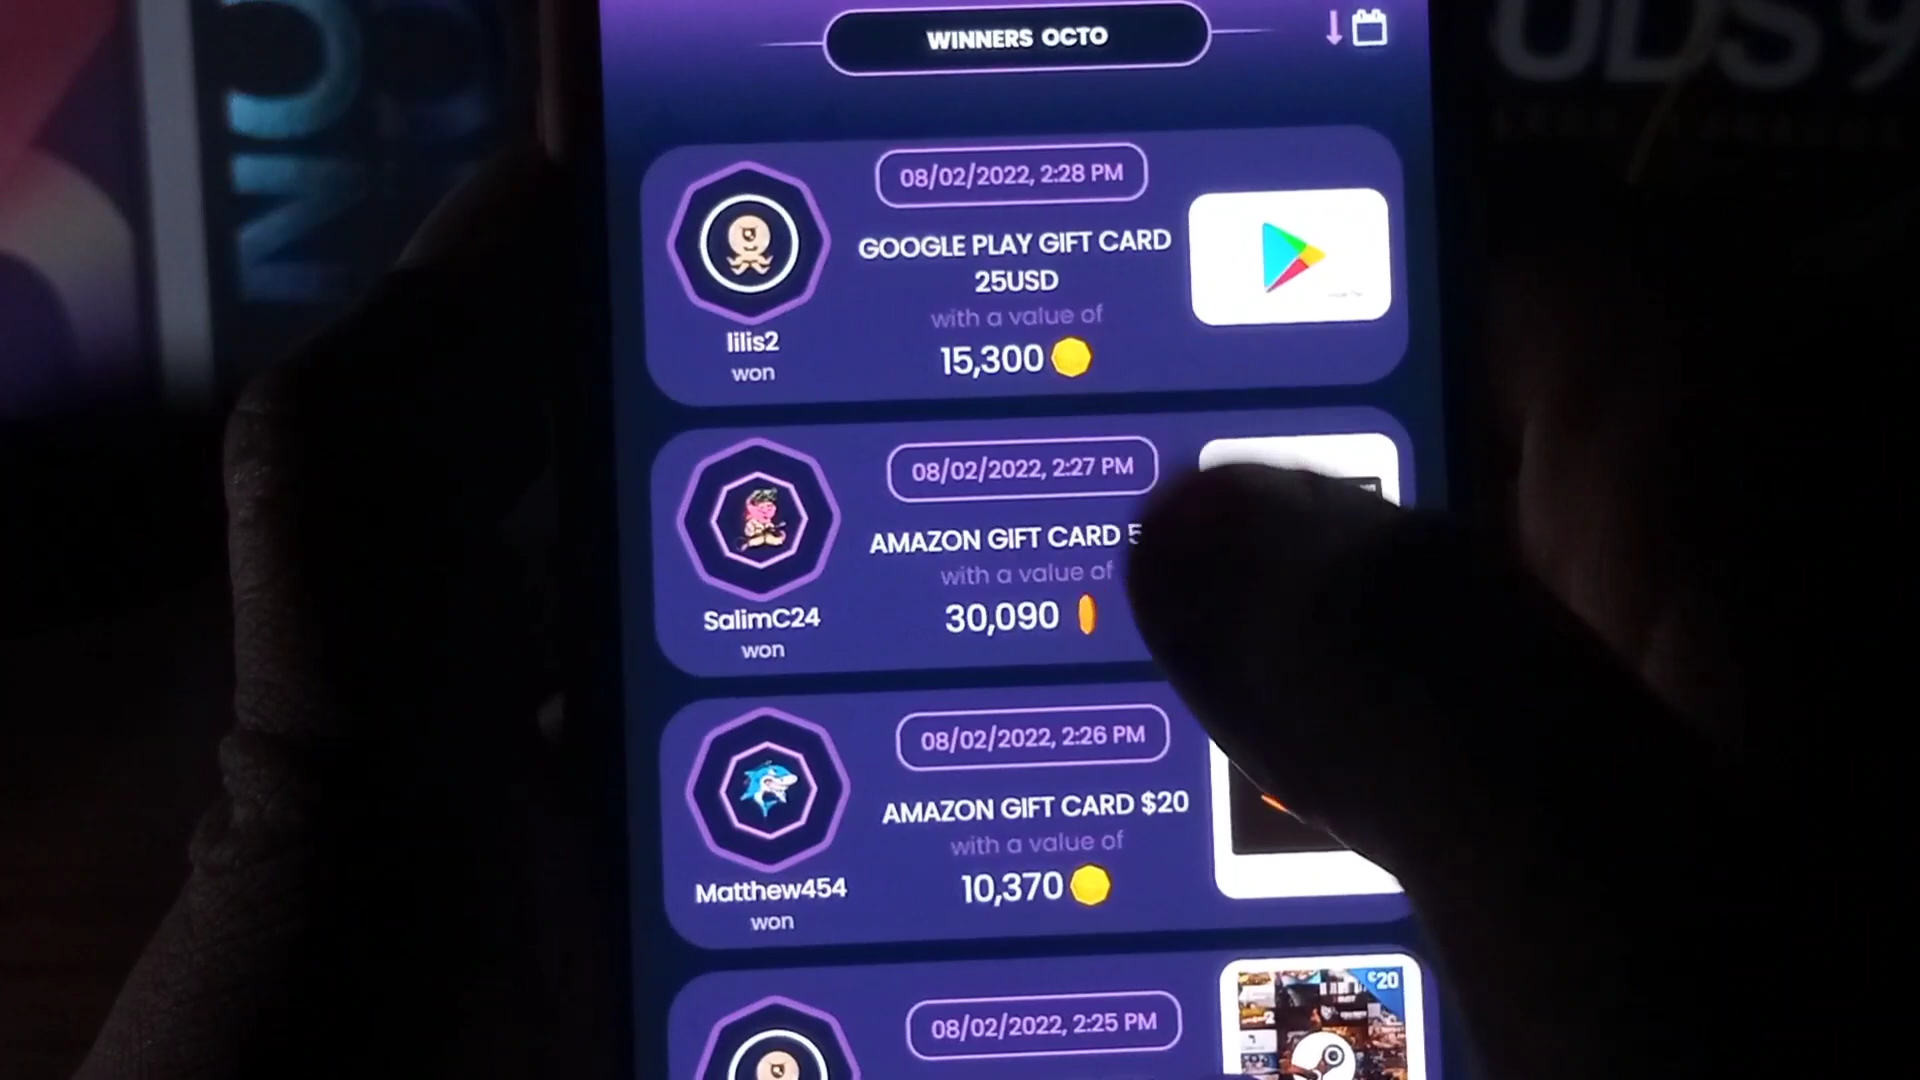 WINNERS OCTO
08/02/2022, 2:28 PM
GOOGLE PLAY GIFT CARD
25USD
with a value of
15,300
lilis2
won
08/02/2022, 2:27 PM
AMAZON GIFT CARD 5
with a value of
30,090
SalimC24
won
08/02/2022, 2:26 PM
AMAZON GIFT CARD $20
with a value of
10,370
Matthew454
won
08/02/2022, 2:25 PM
€20
UDS9